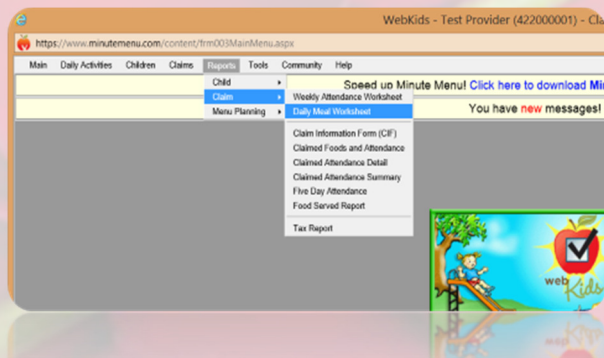 WebKids - Test Provider (422000001) - Cla
https://www.minutemenu.com/content/frm003MainMenu.aspx
Main Daily Activities Children Claims Reports Tools Community Help
Speed up Minute Menu! Click here to download Mi
You have new messages!
Child
Claim
Menu Planning
Weekly Attendance Worksheet
Daily Meal Worksheet
Claim Information Form (CIF)
Claimed Foods and Attendance
Claimed Attendance Detail
Claimed Attendance Summary
Five Day Attendance
Food Served Report
Tax Report
web Kids